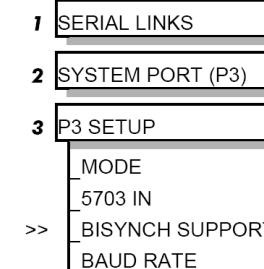 1 SERIAL LINKS
2 SYSTEM PORT (P3)
3 P3 SETUP
MODE
5703 IN
>> BISYNCH SUPPORT
BAUD RATE